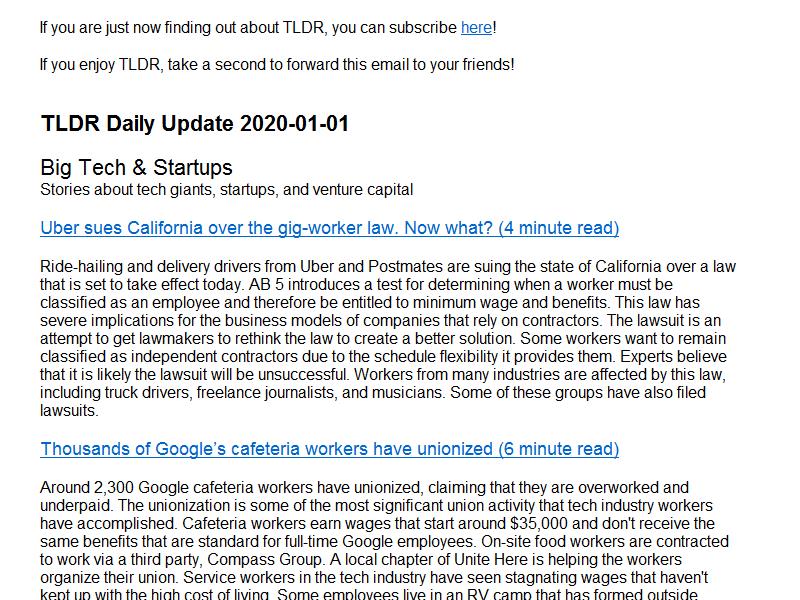 If you are just now finding out about TLDR, you can subscribe here!
If you enjoy TLDR, take a second to forward this email to your friends!
TLDR Daily Update 2020-01-01
Big Tech & Startups
Stories about tech giants, startups, and venture capital
Uber sues California over the gig-worker law. Now what? (4 minute read)
Ride-hailing and delivery drivers from Uber and Postmates are suing the state of California over a law
that is set to take effect today. AB 5 introduces a test for determining when a worker must be
classified as an employee and therefore be entitled to minimum wage and benefits. This law has
severe implications for the business models of companies that rely on contractors. The lawsuit is an
attempt to get lawmakers to rethink the law to create a better solution. Some workers want to remain
classified as independent contractors due to the schedule flexibility it provides them. Experts believe
that it is likely the lawsuit will be unsuccessful. Workers from many industries are affected by this law,
including truck drivers, freelance journalists, and musicians. Some of these groups have also filed
lawsuits.
Thousands of Google’s cafeteria workers have unionized (6 minute read)
Around 2,300 Google cafeteria workers have unionized, claiming that they are overworked and
underpaid. The unionization is some of the most significant union activity that tech industry workers
have accomplished. Cafeteria workers earn wages that start around $35,000 and don't receive the
same benefits that are standard for full-time Google employees. On-site food workers are contracted
to work via a third party, Compass Group. A local chapter of Unite Here is helping the workers
organize their union. Service workers in the tech industry have seen stagnating wages that haven't
kept up with the high cost of living. Some employees live in an RV camp that has formed outside